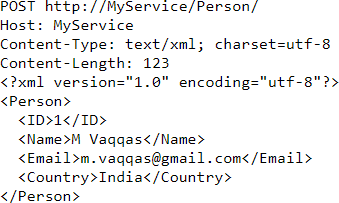 POST http://MyService/Person/
Host: MyService
Content-Type: text/xml; charset=utf-8
Content-Length: 123
<?xml version="1.0" encoding="utf-8"?>
<Person>
  <ID>1</ID>
  <Name>M Vaqqas</Name>
  <Email>m.vaqqas@gmail.com</Email>
  <Country>India</Country>
</Person>